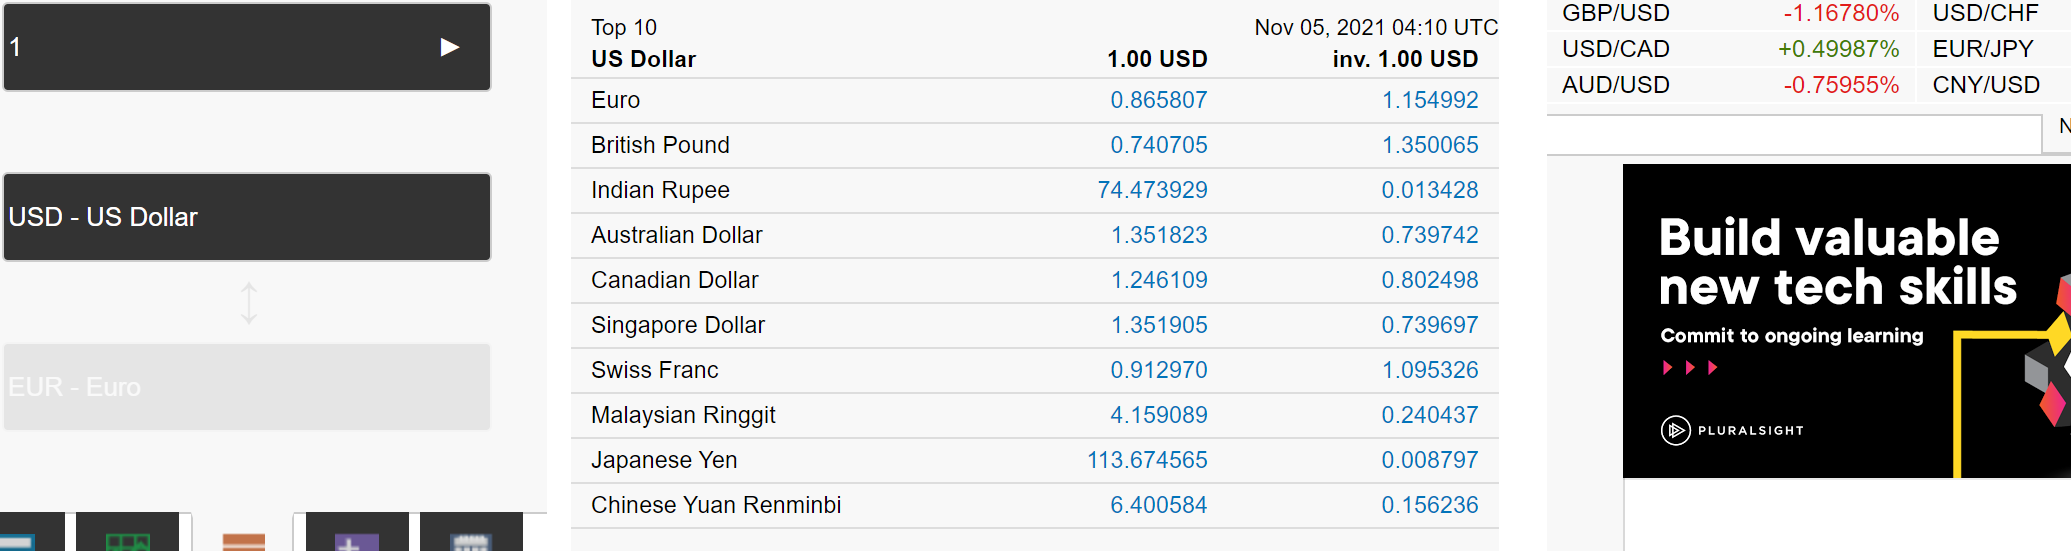 1 ▶
USD - US Dollar
↕
EUR - Euro
Top 10 Nov 05, 2021 04:10 UTC
US Dollar 1.00 USD inv. 1.00 USD
Euro 0.865807 1.154992
British Pound 0.740705 1.350065
Indian Rupee 74.473929 0.013428
Australian Dollar 1.351823 0.739742
Canadian Dollar 1.246109 0.802498
Singapore Dollar 1.351905 0.739697
Swiss Franc 0.912970 1.095326
Malaysian Ringgit 4.159089 0.240437
Japanese Yen 113.674565 0.008797
Chinese Yuan Renminbi 6.400584 0.156236
GBP/USD -1.16780% USD/CHF
USD/CAD +0.49987% EUR/JPY
AUD/USD -0.75955% CNY/USD
Build valuable
new tech skills
Commit to ongoing learning
PLURALSIGHT